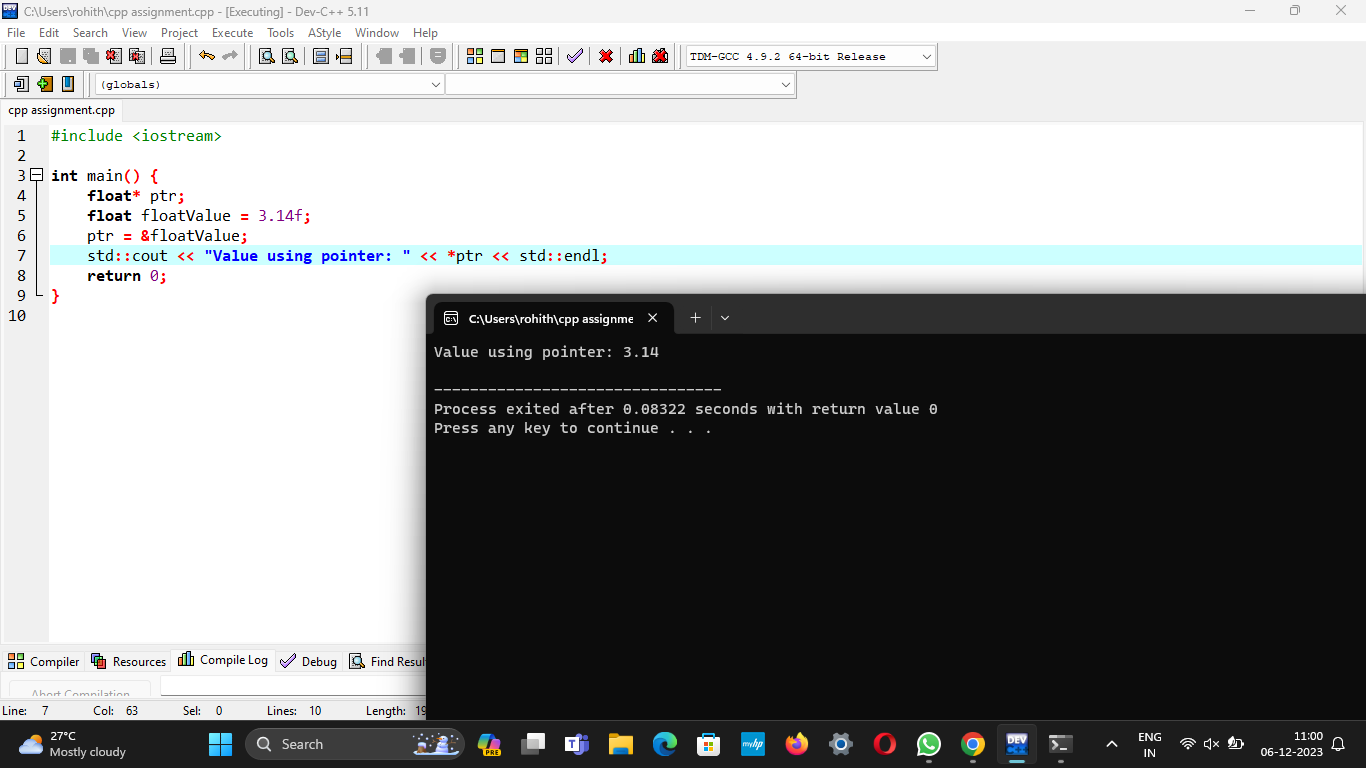 C:\Users\rohith\cpp assignment.cpp - [Executing] - Dev-C++ 5.11
File Edit Search View Project Execute Tools AStyle Window Help
TDM-GCC 4.9.2 64-bit Release
(globals)
cpp assignment.cpp
1 #include <iostream>
2
3 int main() {
4 float* ptr;
5 float floatValue = 3.14f;
6 ptr = &floatValue;
7 std::cout << "Value using pointer: " << *ptr << std::endl;
8 return 0;
9 }
10
C:\Users\rohith\cpp assignme
Value using pointer: 3.14
--------------------------------
Process exited after 0.08322 seconds with return value 0
Press any key to continue . . .
Compiler Resources Compile Log Debug Find Resul
Abort Compilation
Line: 7 Col: 63 Sel: 0 Lines: 10 Length: 19
27°C
Mostly cloudy
Search
PRE
myhp
DEV
ENG
IN
11:00
06-12-2023